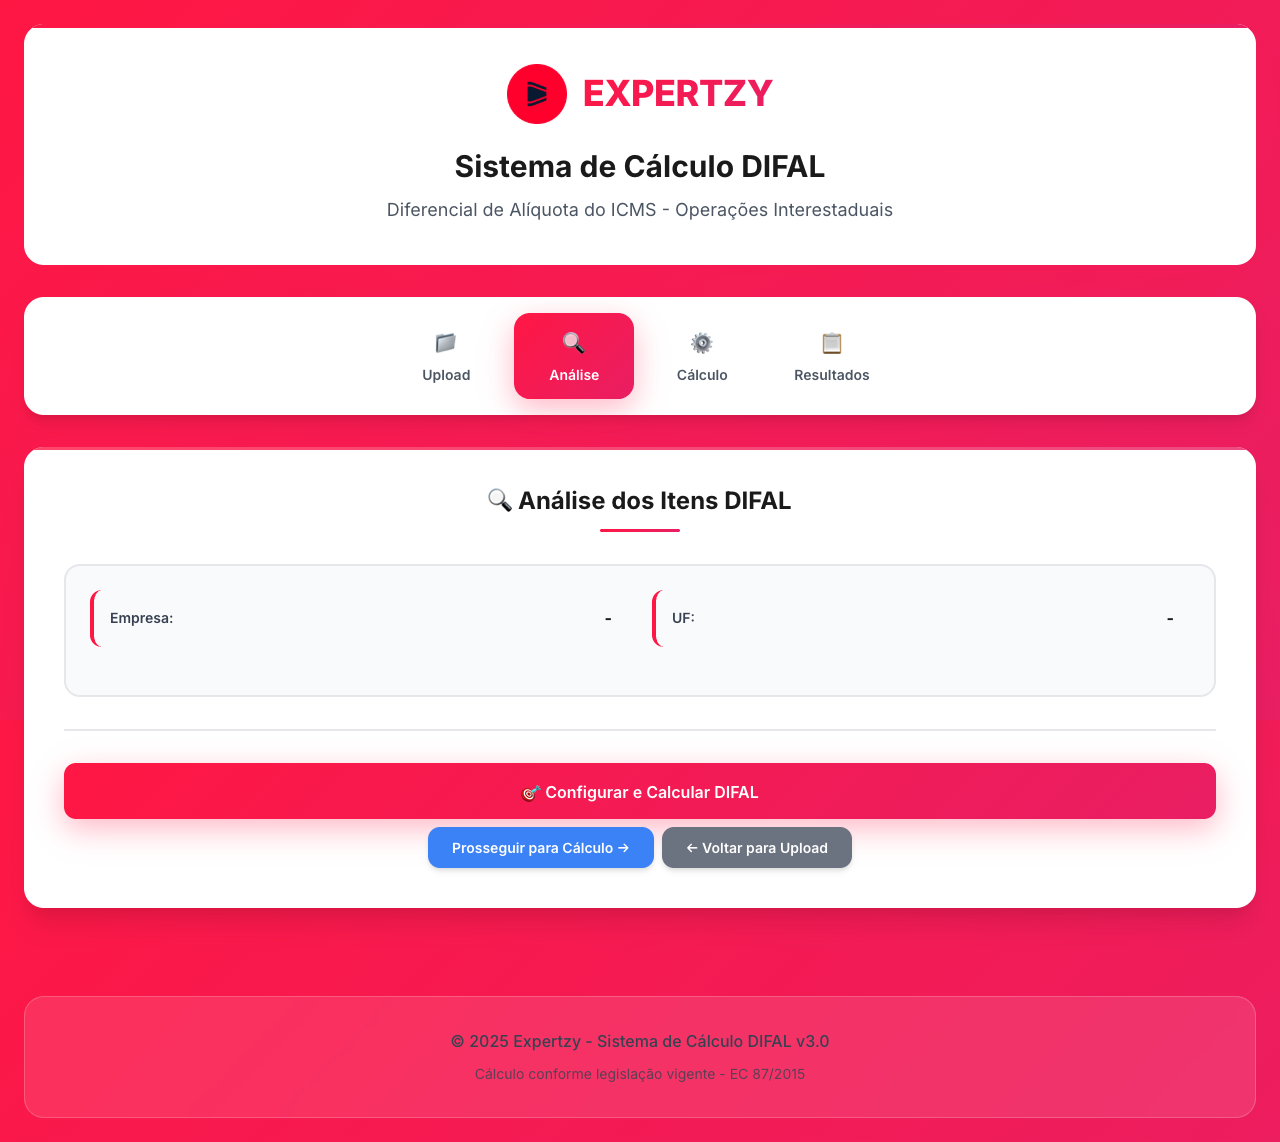 EXPERTZY
Sistema de Cálculo DIFAL
Diferencial de Alíquota do ICMS - Operações Interestaduais
Upload
Análise
Cálculo
Resultados
Análise dos Itens DIFAL
Empresa: -
UF: -
Configurar e Calcular DIFAL
Prosseguir para Cálculo →
← Voltar para Upload
© 2025 Expertzy - Sistema de Cálculo DIFAL v3.0
Cálculo conforme legislação vigente - EC 87/2015